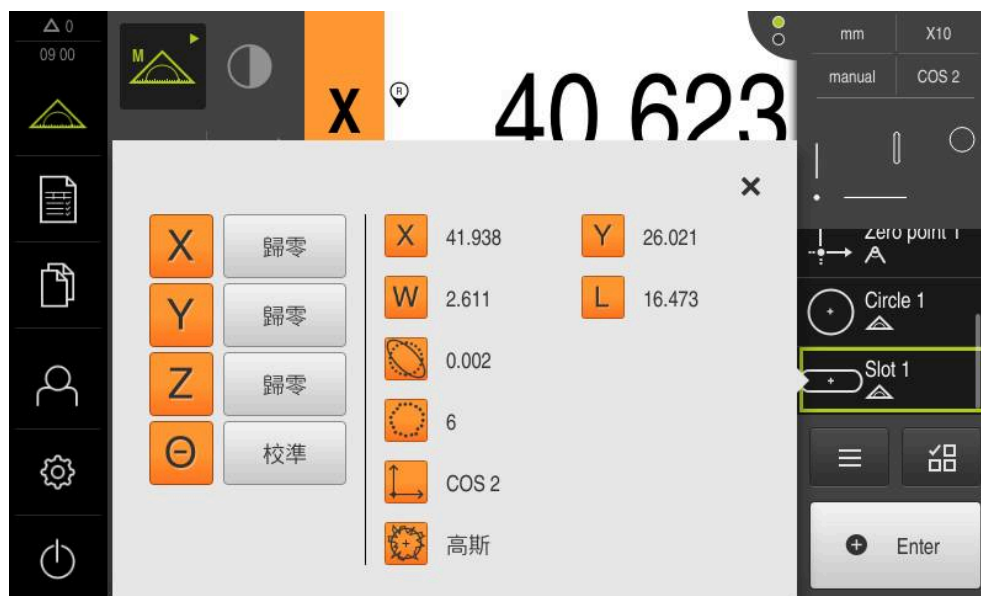 0
09 00
M
X
R
40.623
mm
X10
manual
COS 2
X 歸零
Y 歸零
Z 歸零
Θ 校準
X 41.938
Y 26.021
W 2.611
L 16.473
0.002
6
COS 2
高斯
Zero point 1
Circle 1
Slot 1
Enter